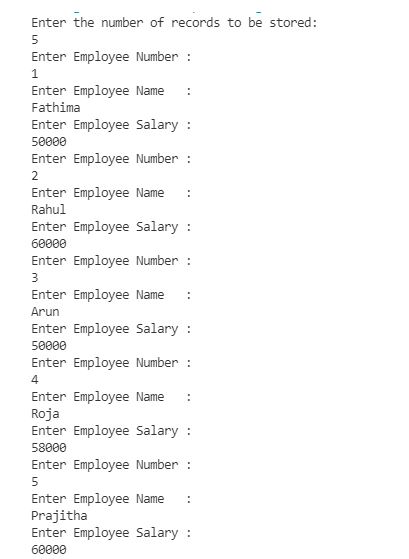 Enter the number of records to be stored:
5
Enter Employee Number :
1
Enter Employee Name   :
Fathima
Enter Employee Salary :
50000
Enter Employee Number :
2
Enter Employee Name   :
Rahul
Enter Employee Salary :
60000
Enter Employee Number :
3
Enter Employee Name   :
Arun
Enter Employee Salary :
50000
Enter Employee Number :
4
Enter Employee Name   :
Roja
Enter Employee Salary :
58000
Enter Employee Number :
5
Enter Employee Name   :
Prajitha
Enter Employee Salary :
60000